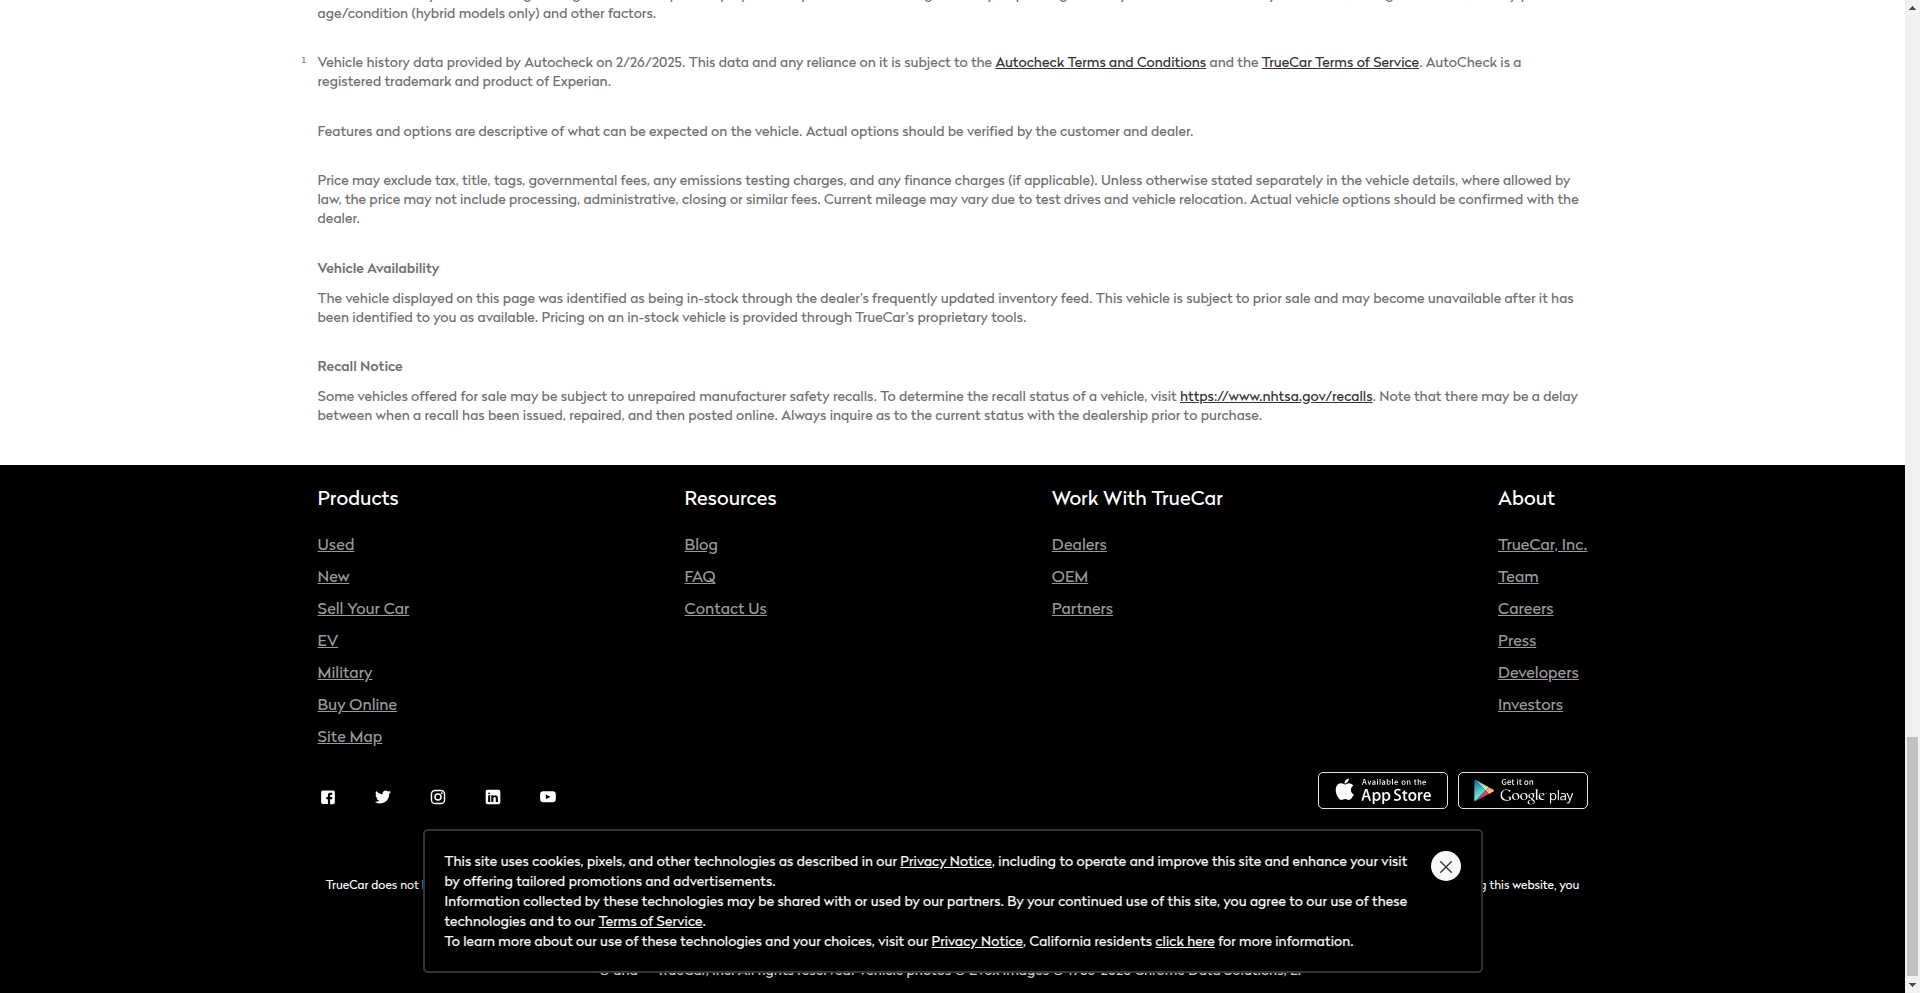 age/condition (hybrid models only) and other factors.
1 Vehicle history data provided by Autocheck on 2/26/2025. This data and any reliance on it is subject to the Autocheck Terms and Conditions and the TrueCar Terms of Service. AutoCheck is a
registered trademark and product of Experian.
Features and options are descriptive of what can be expected on the vehicle. Actual options should be verified by the customer and dealer.
Price may exclude tax, title, tags, governmental fees, any emissions testing charges, and any finance charges (if applicable). Unless otherwise stated separately in the vehicle details, where allowed by
law, the price may not include processing, administrative, closing or similar fees. Current mileage may vary due to test drives and vehicle relocation. Actual vehicle options should be confirmed with the
dealer.
Vehicle Availability
The vehicle displayed on this page was identified as being in-stock through the dealer's frequently updated inventory feed. This vehicle is subject to prior sale and may become unavailable after it has
been identified to you as available. Pricing on an in-stock vehicle is provided through TrueCar's proprietary tools.
Recall Notice
Some vehicles offered for sale may be subject to unrepaired manufacturer safety recalls. To determine the recall status of a vehicle, visit https://www.nhtsa.gov/recalls. Note that there may be a delay
between when a recall has been issued, repaired, and then posted online. Always inquire as to the current status with the dealership prior to purchase.
Products
Used
New
Sell Your Car
EV
Military
Buy Online
Site Map
Resources
Blog
FAQ
Contact Us
Work With TrueCar
Dealers
OEM
Partners
About
TrueCar, Inc.
Team
Careers
Press
Developers
Investors
Available on the
App Store
Get it on
Google play
TrueCar does not
this website, you
This site uses cookies, pixels, and other technologies as described in our Privacy Notice, including to operate and improve this site and enhance your visit
by offering tailored promotions and advertisements.
Information collected by these technologies may be shared with or used by our partners. By your continued use of this site, you agree to our use of these
technologies and to our Terms of Service.
To learn more about our use of these technologies and your choices, visit our Privacy Notice, California residents click here for more information.